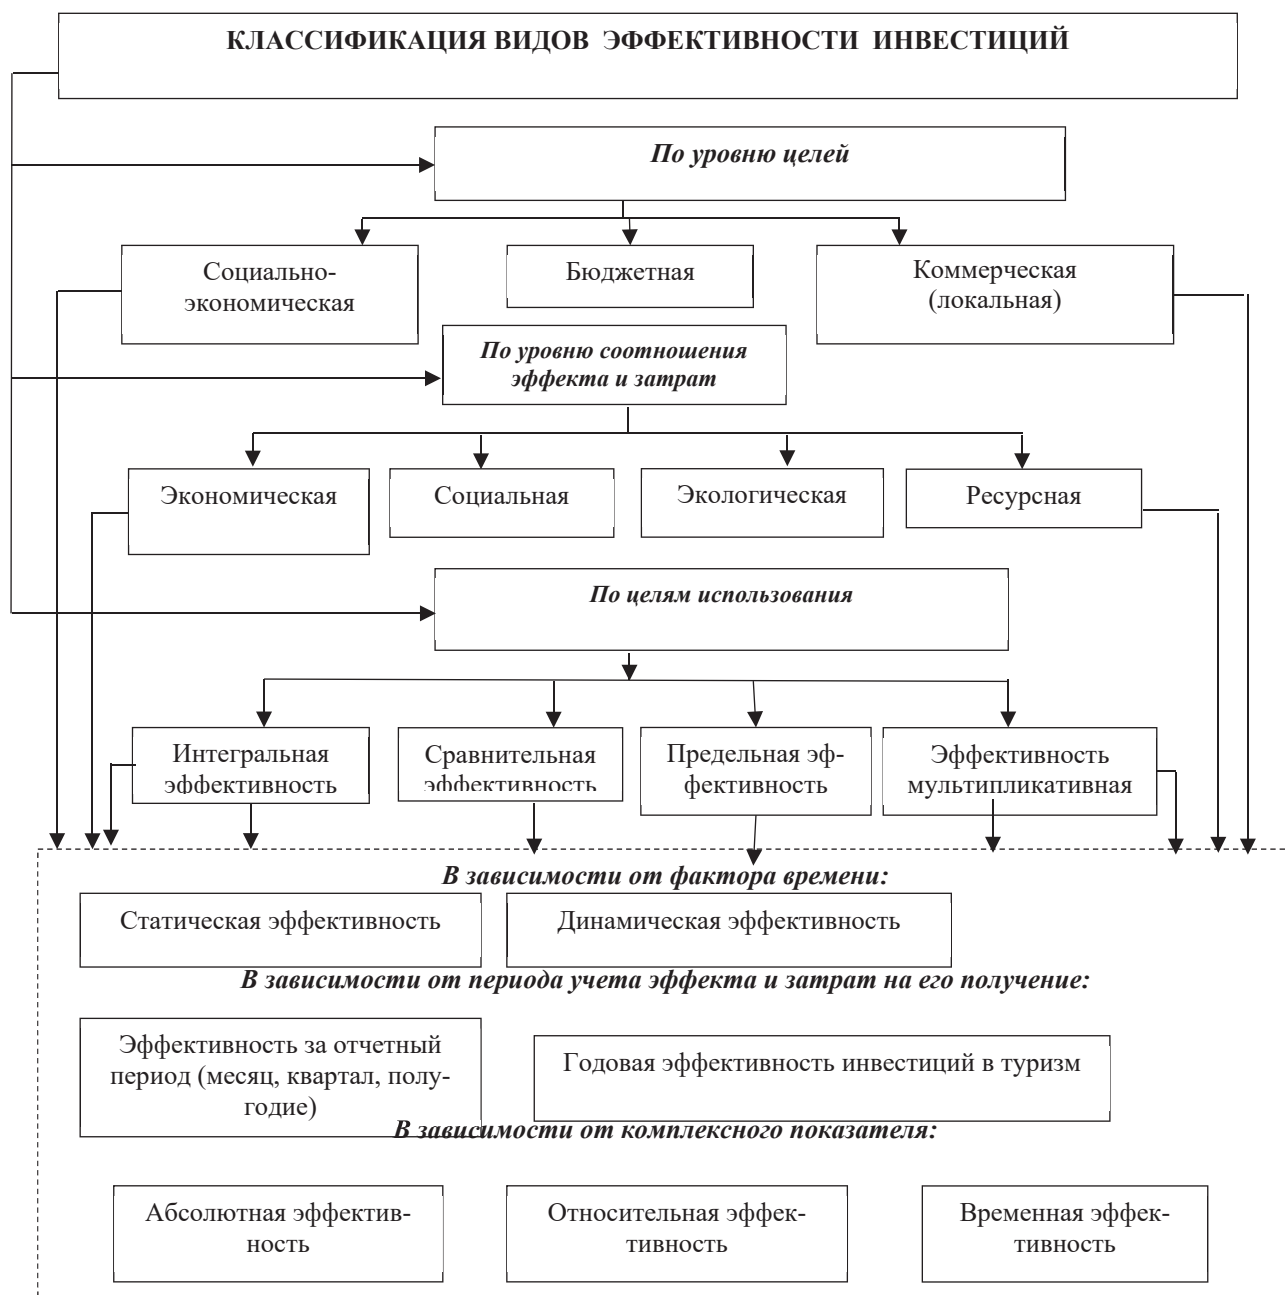 КЛАССИФИКАЦИЯ ВИДОВ ЭФФЕКТИВНОСТИ ИНВЕСТИЦИЙ
По уровню целей
Социально-
экономическая
Бюджетная
Коммерческая
(локальная)
По уровню соотношения
эффекта и затрат
Экономическая
Социальная
Экологическая
Ресурсная
По целям использования
Интегральная
эффективность
Сравнительная
эффективность
Предельная эф-
фективность
Эффективность
мультипликативная
В зависимости от фактора времени:
Статическая эффективность
Динамическая эффективность
В зависимости от периода учета эффекта и затрат на его получение:
Эффективность за отчетный
период (месяц, квартал, полу-
годие)
Годовая эффективность инвестиций в туризм
В зависимости от комплексного показателя:
Абсолютная эффектив-
ность
Относительная эффек-
тивность
Временная эффек-
тивность